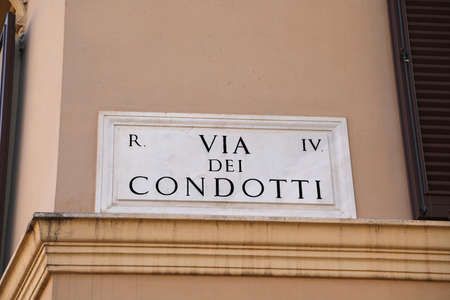 R. VIA IV.
DEI
CONDOTTI